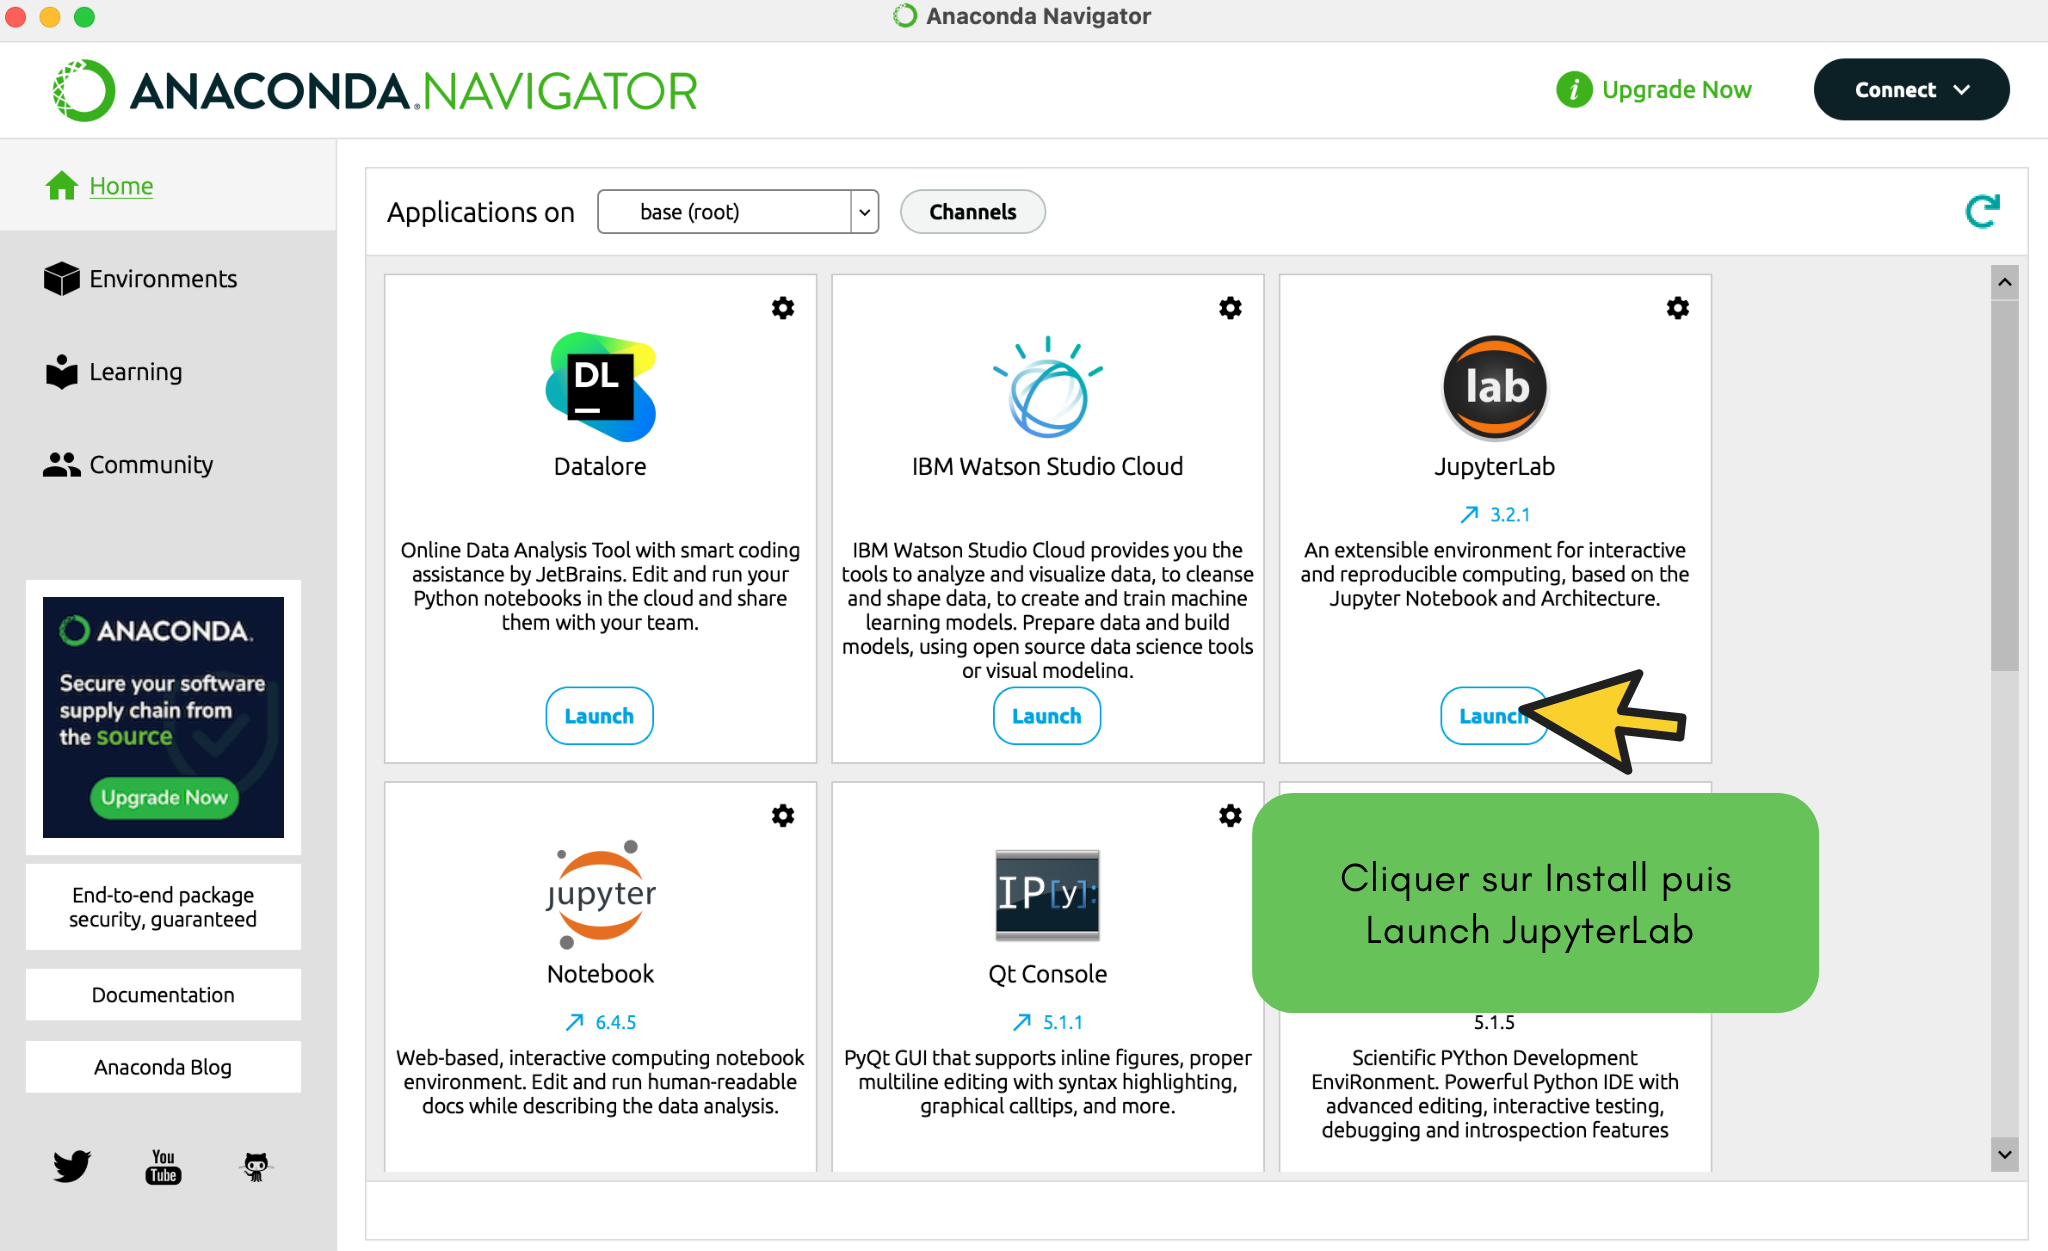 Anaconda Navigator
ANACONDA.NAVIGATOR
i Upgrade Now
Connect
Home
Environments
Learning
Community
ANACONDA.
Secure your software
supply chain from
the source
Upgrade Now
End-to-end package
security, guaranteed
Documentation
Anaconda Blog
You
Tube
Applications on
base (root)
Channels
DL
Datalore
Online Data Analysis Tool with smart coding
assistance by JetBrains. Edit and run your
Python notebooks in the cloud and share
them with your team.
Launch
IBM Watson Studio Cloud
IBM Watson Studio Cloud provides you the
tools to analyze and visualize data, to cleanse
and shape data, to create and train machine
learning models. Prepare data and build
models, using open source data science tools
or visual modeling.
Launch
lab
JupyterLab
3.2.1
An extensible environment for interactive
and reproducible computing, based on the
Jupyter Notebook and Architecture.
Launch
jupyter
Notebook
6.4.5
Web-based, interactive computing notebook
environment. Edit and run human-readable
docs while describing the data analysis.
IP[y]:
Qt Console
5.1.1
PyQt GUI that supports inline figures, proper
multiline editing with syntax highlighting,
graphical calltips, and more.
Cliquer sur Install puis
Launch JupyterLab
5.1.5
Scientific PYthon Development
EnviRonment. Powerful Python IDE with
advanced editing, interactive testing,
debugging and introspection features